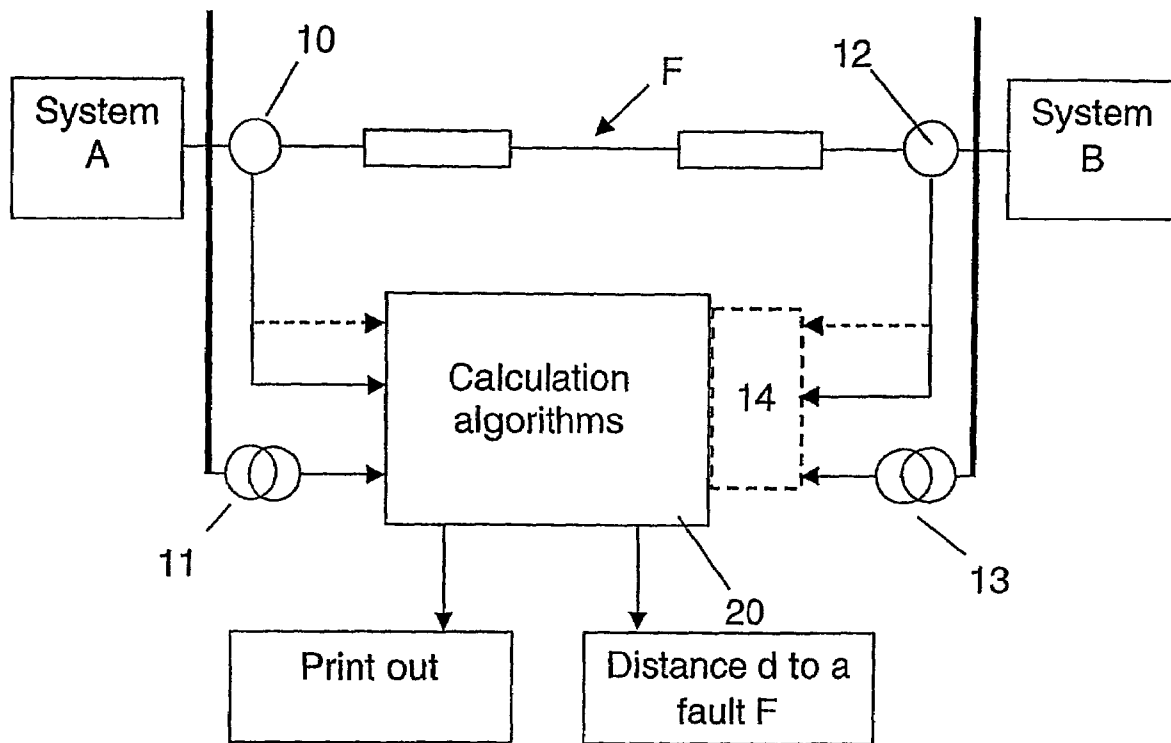 10
F
12
System
A
System
B
Calculation
algorithms
14
11
13
20
Print out
Distance d to a
fault F